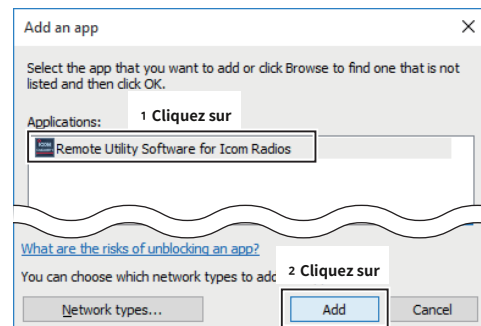 Add an app
Select the app that you want to add or click Browse to find one that is not
listed and then click OK.
Applications:
1 Cliquez sur
Remote Utility Software for Icom Radios
What are the risks of unblocking an app?
You can choose which network types to add
2 Cliquez sur
Network types...
Add
Cancel